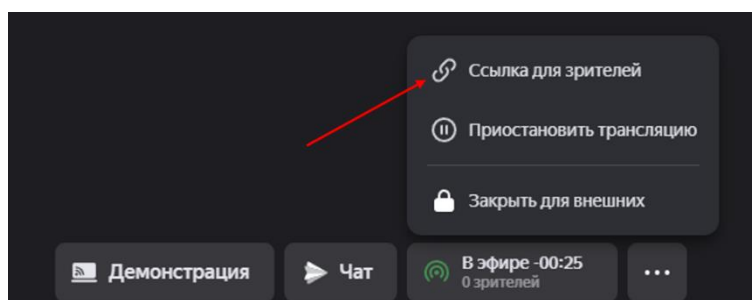 Ссылка для зрителей
Приостановить трансляцию
Закрыть для внешних
Демонстрация
Чат
В эфире -00:25
0 зрителей